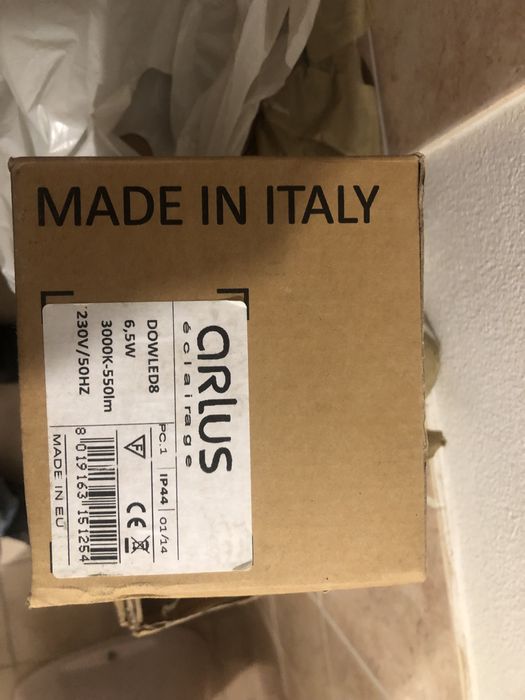 MADE IN ITALY
arlus
éclairage
DOWLED8
6,5W
3000K-550lm
230V/50HZ
PC.1 IP44 01/14
F
CE
8 019163 151254
MADE IN EU